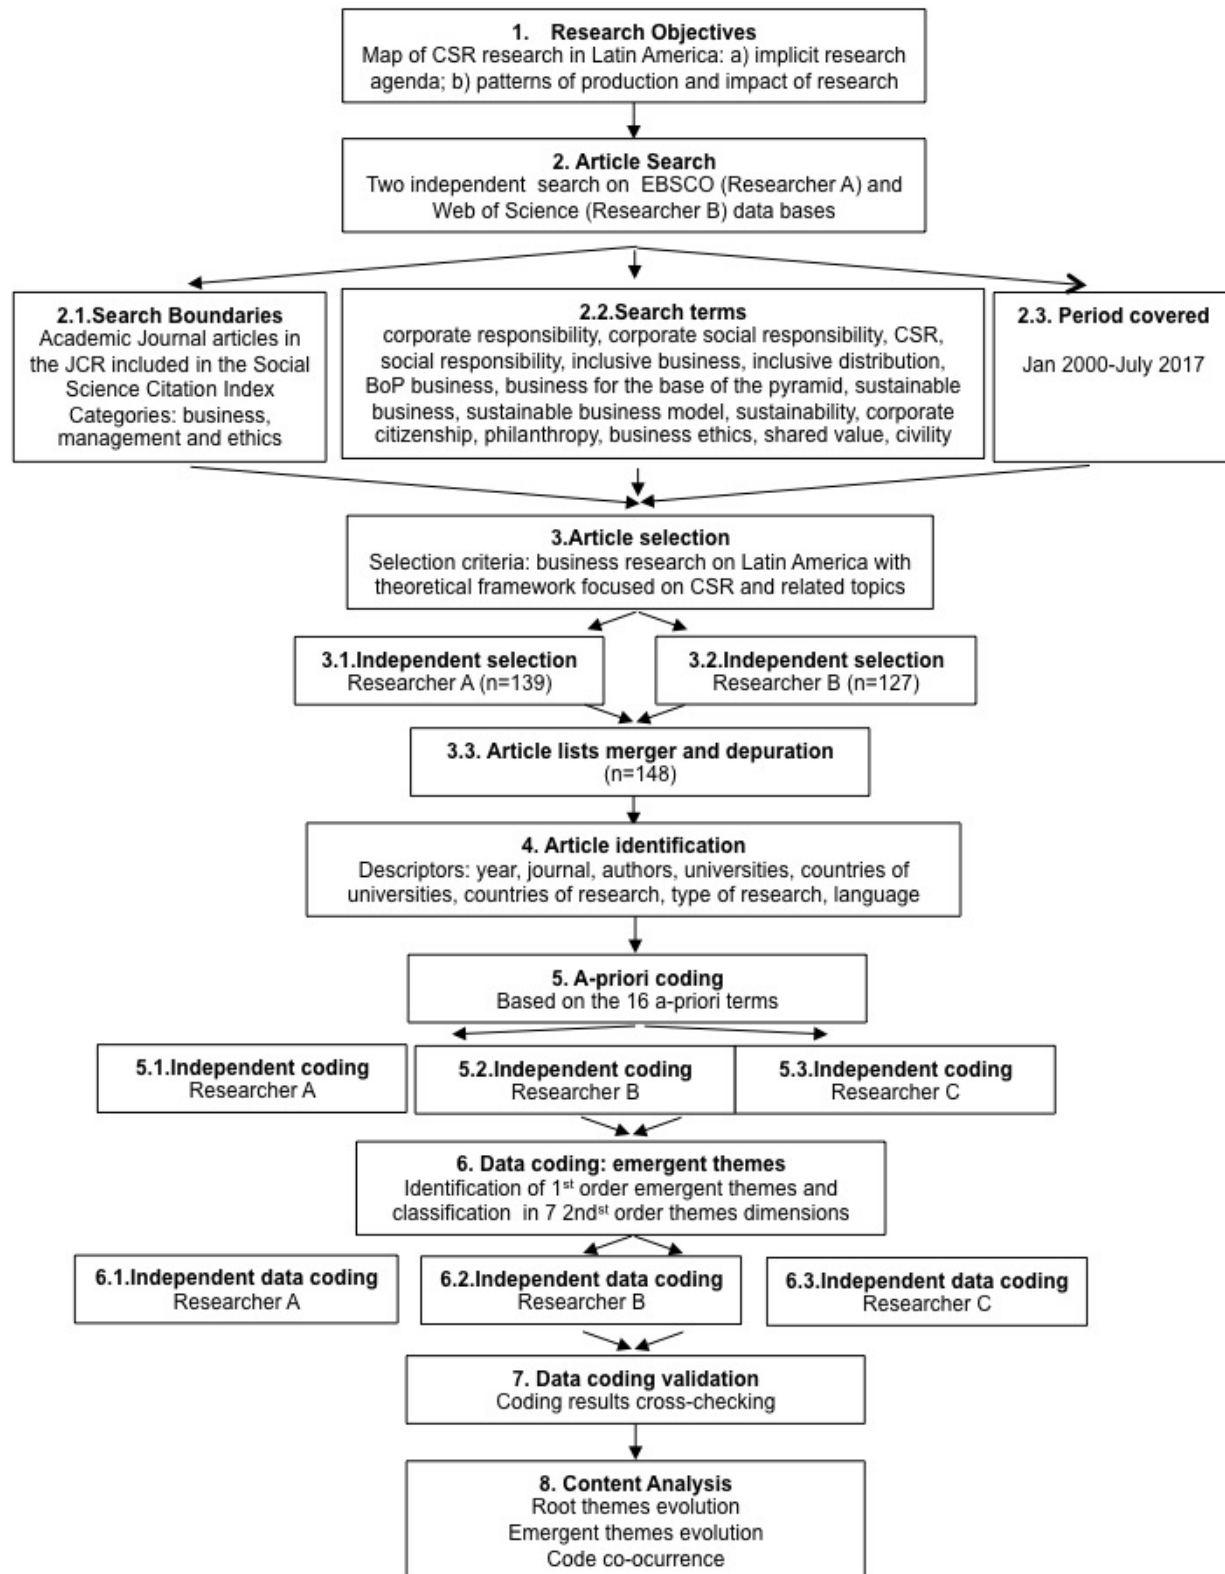 1. Research Objectives
Map of CSR research in Latin America: a) implicit research
agenda; b) patterns of production and impact of research
2. Article Search
Two independent search on EBSCO (Researcher A) and
Web of Science (Researcher B) data bases
2.1.Search Boundaries
Academic Journal articles in
the JCR included in the Social
Science Citation Index
Categories: business,
management and ethics
2.2.Search terms
corporate responsibility, corporate social responsibility, CSR,
social responsibility, inclusive business, inclusive distribution,
BoP business, business for the base of the pyramid, sustainable
business, sustainable business model, sustainability, corporate
citizenship, philanthropy, business ethics, shared value, civility
2.3. Period covered
Jan 2000-July 2017
3.Article selection
Selection criteria: business research on Latin America with
theoretical framework focused on CSR and related topics
3.1.Independent selection
Researcher A (n=139)
3.2.Independent selection
Researcher B (n=127)
3.3. Article lists merger and depuration
(n=148)
4. Article identification
Descriptors: year, journal, authors, universities, countries of
universities, countries of research, type of research, language
5. A-priori coding
Based on the 16 a-priori terms
5.1.Independent coding
Researcher A
5.2.Independent coding
Researcher B
5.3.Independent coding
Researcher C
6. Data coding: emergent themes
Identification of 1st order emergent themes and
classification in 7 2ndst order themes dimensions
6.1.Independent data coding
Researcher A
6.2.Independent data coding
Researcher B
6.3.Independent data coding
Researcher C
7. Data coding validation
Coding results cross-checking
8. Content Analysis
Root themes evolution
Emergent themes evolution
Code co-ocurrence